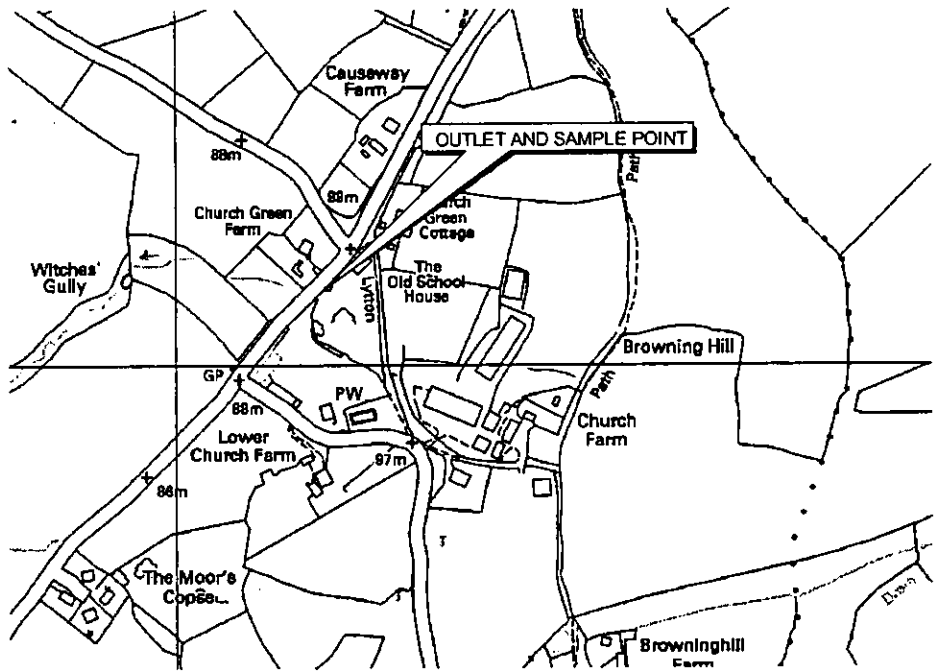 Causeway
Farm
OUTLET AND SAMPLE POINT
88m
Path
89m
Church Green
Farm
Green
Cottage
Witches'
Gully
The
Old School
House
Lytton
Browning Hill
GP
Path
PW
88m
Church
Farm
Lower
Church Farm
97m
86m
The Moor's
Copse
Browninghill
Farm